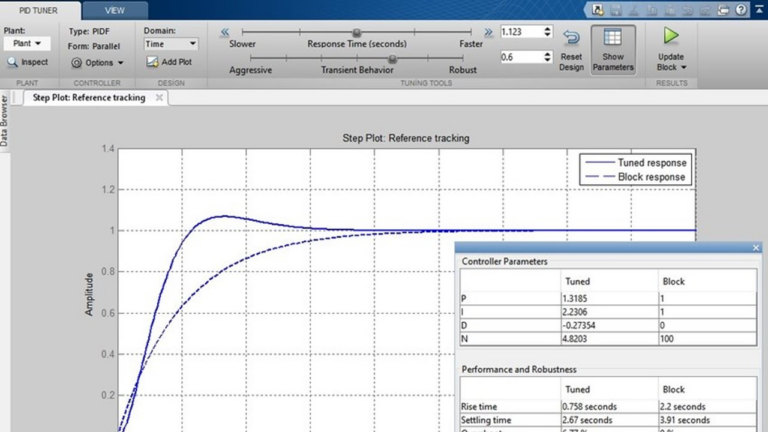 PID TUNER
VIEW
Plant:
Plant
Inspect
PLANT
Type: PIDF
Form: Parallel
Options
CONTROLLER
Domain:
Time
Add Plot
DESIGN
Slower
Response Time (seconds)
Faster
1.123
Aggressive
Transient Behavior
Robust
0.6
TUNING TOOLS
Reset
Design
Show
Parameters
Update
Block
RESULTS
Data Browser
Step Plot: Reference tracking
Step Plot: Reference tracking
Amplitude
1.4
1.2
1
0.8
0.6
0.4
0.2
Tuned response
Block response
Controller Parameters
Tuned Block
P 1.3185 1
I 2.2306 1
D -0.27354 0
N 4.8203 100
Performance and Robustness
Tuned Block
Rise time 0.758 seconds 2.2 seconds
Settling time 2.67 seconds 3.91 seconds